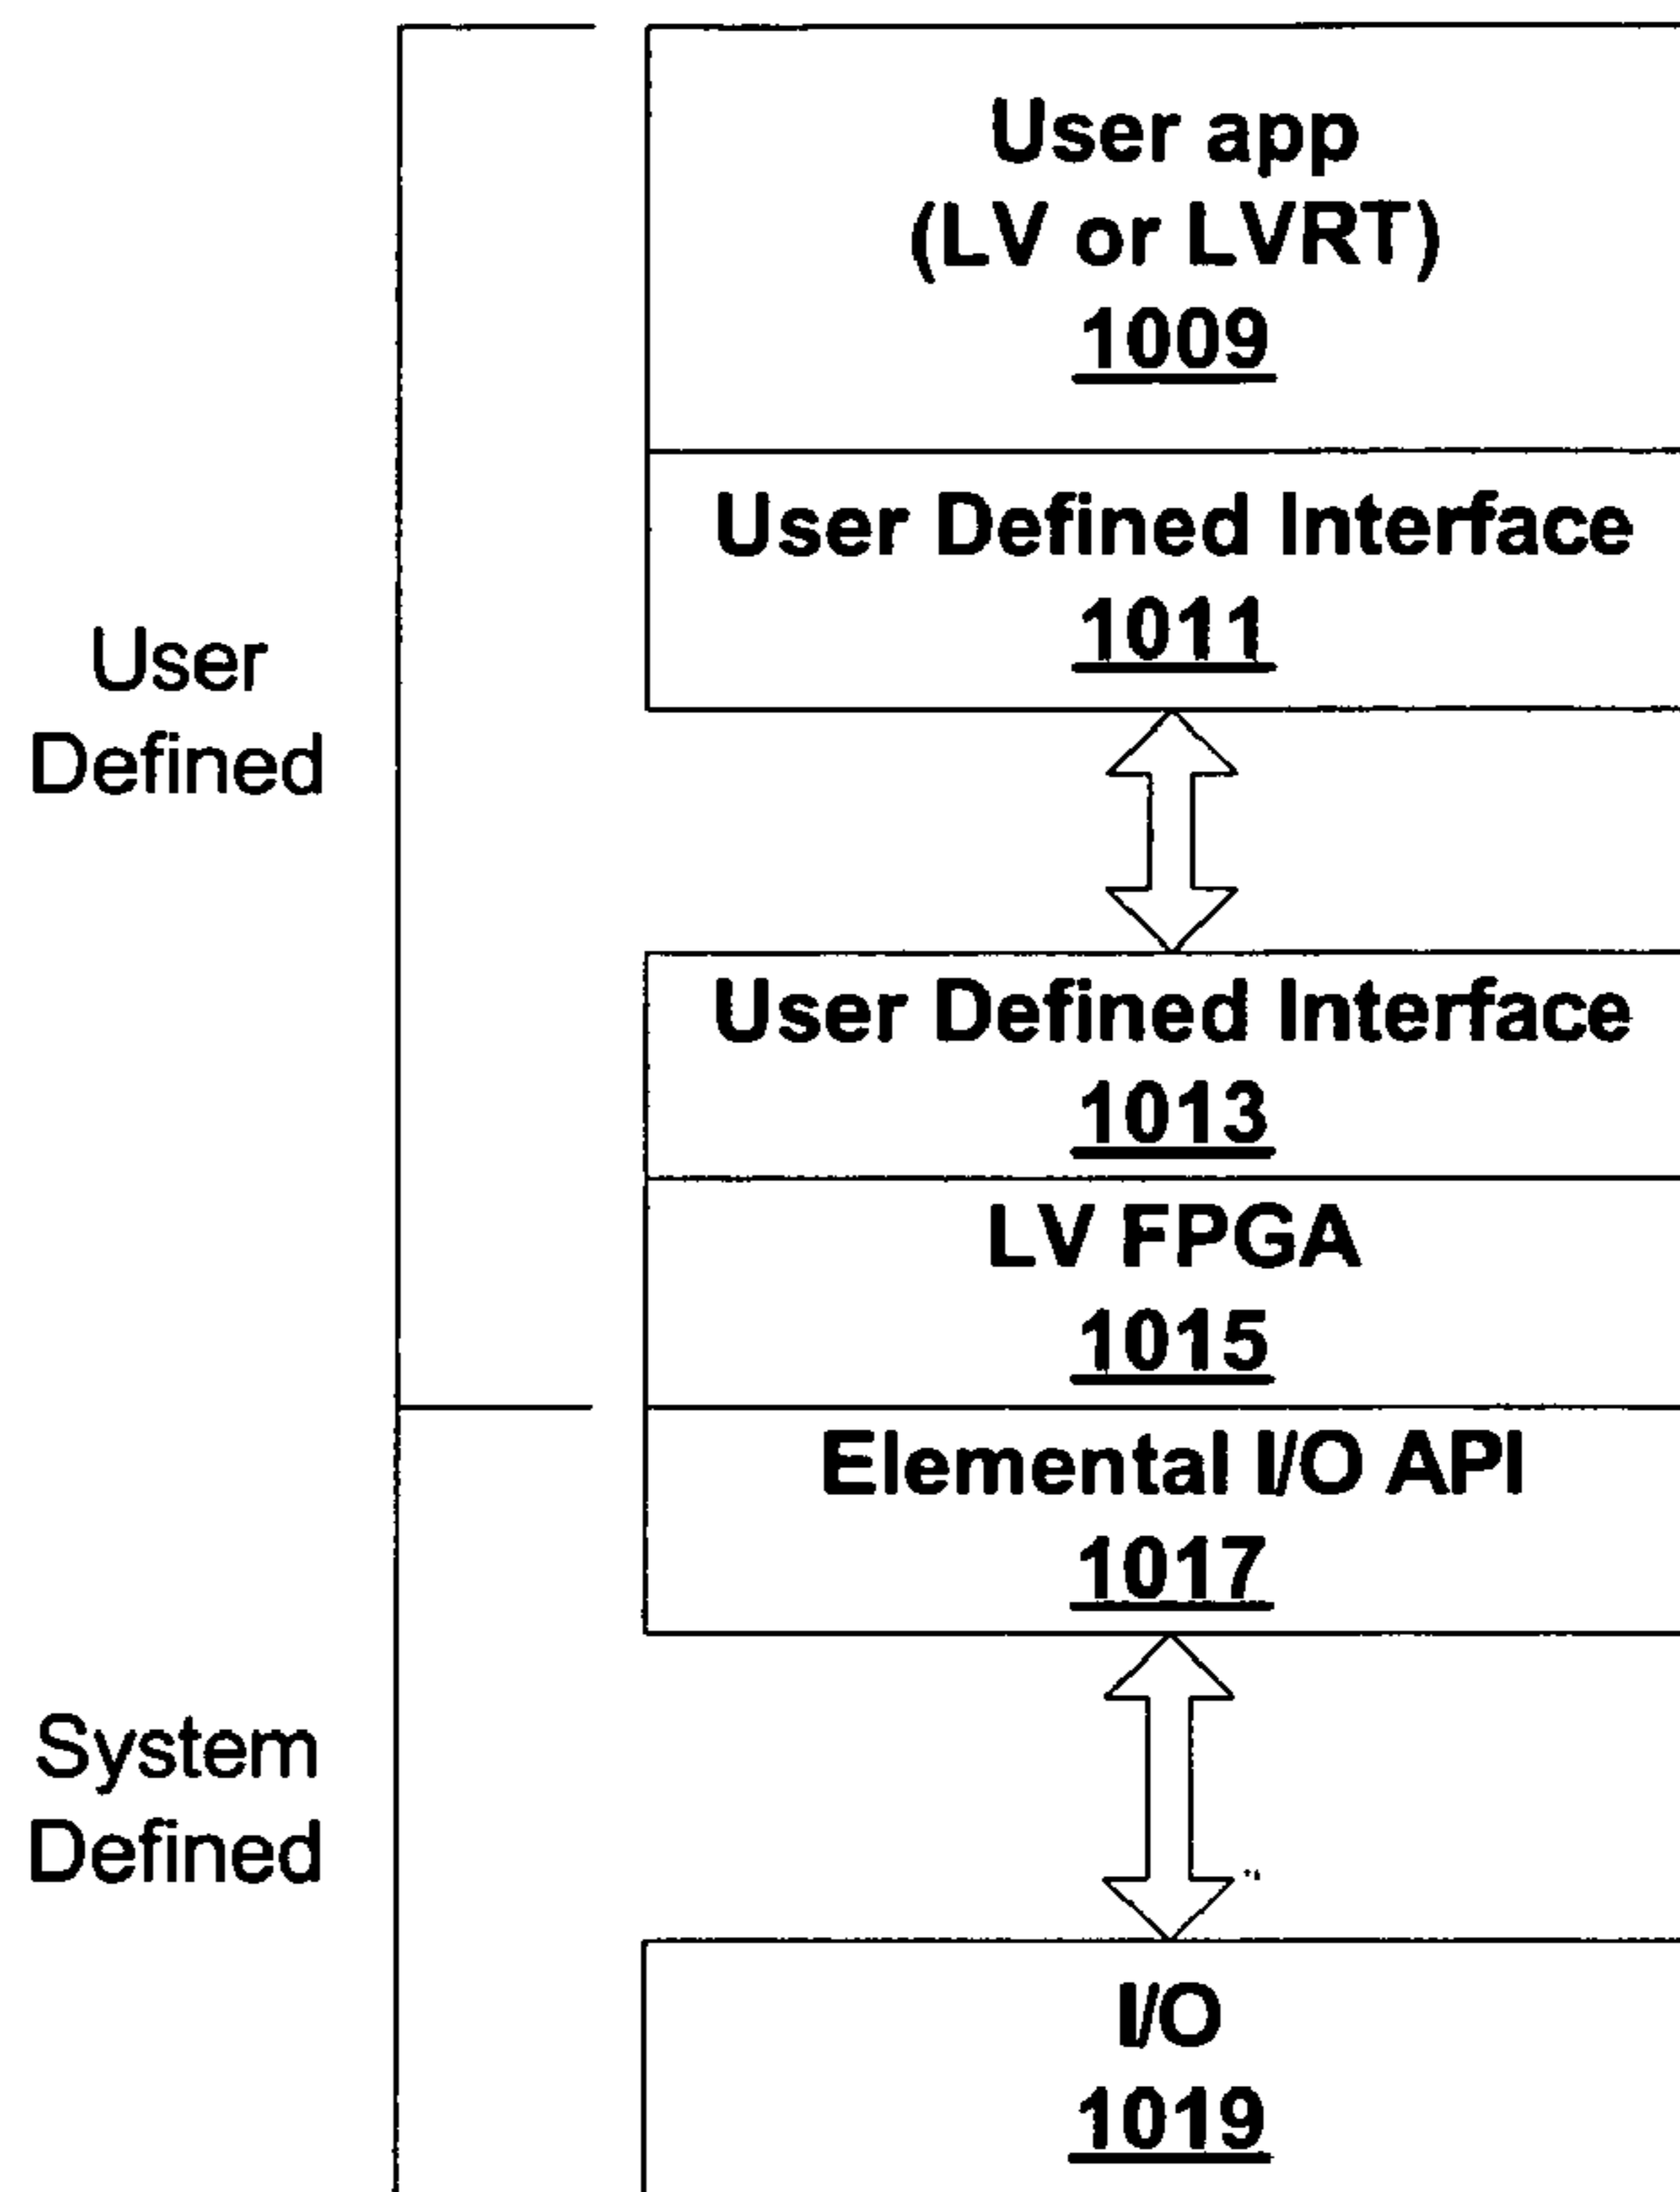 User app
(LV or LVRT)
1009
User Defined Interface
1011
User
Defined
User Defined Interface
1013
LV FPGA
1015
Elemental I/O API
1017
System
Defined
I/O
1019